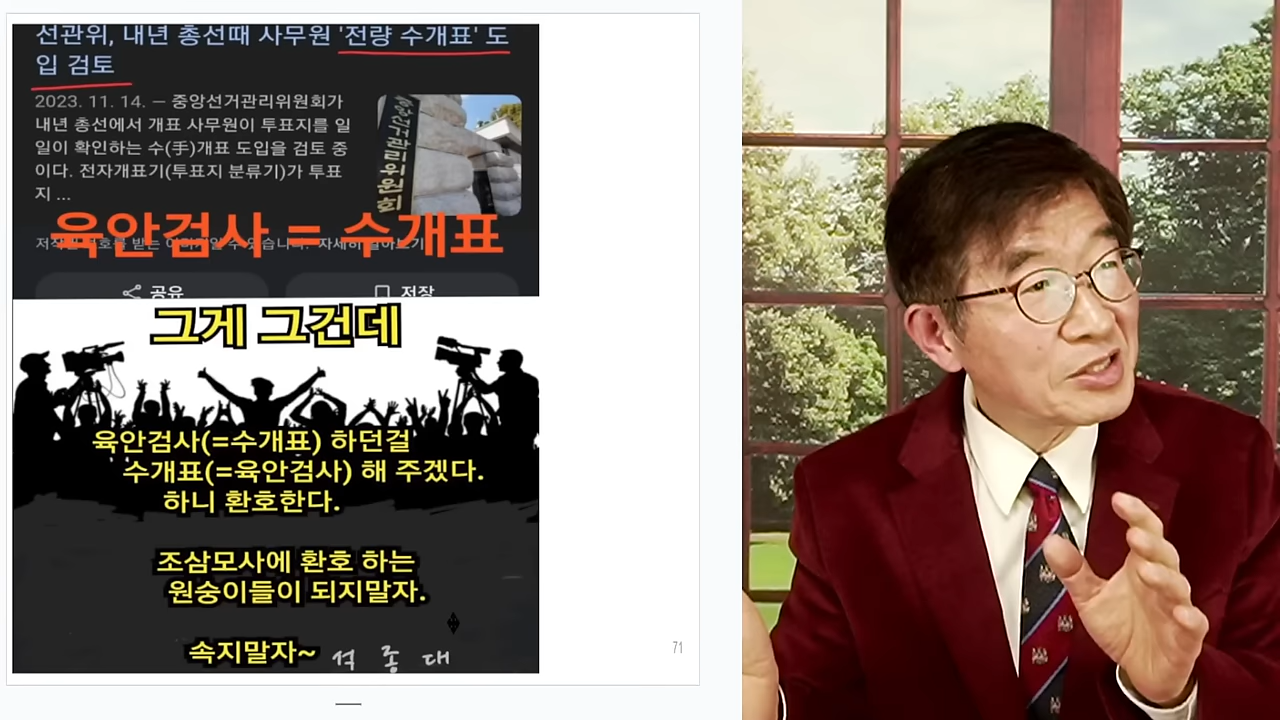 선관위, 내년 총선때 사무원 '전량 수개표' 도
입 검토
2023. 11. 14. — 중앙선거관리위원회가
내년 총선에서 개표 사무원이 투표지를 일
일이 확인하는 수(手)개표 도입을 검토 중
이다. 전자개표기(투표지 분류기)가 투표
지 ...
중앙선거관리위원회
육안검사 = 수개표
공유
저장
그게 그건데
육안검사(=수개표) 하던걸
수개표(=육안검사) 해 주겠다.
하니 환호한다.
조삼모사에 환호 하는
원숭이들이 되지말자.
속지말자~ 석 종 대
71